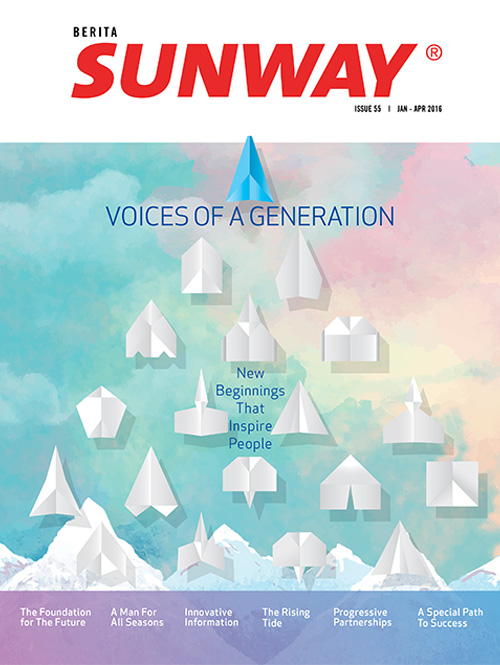 BERITA
SUNWAY®
ISSUE 55 | JAN - APR 2016
VOICES OF A GENERATION
New
Beginnings
That
Inspire
People
The Foundation
for The Future
A Man For
All Seasons
Innovative
Information
The Rising
Tide
Progressive
Partnerships
A Special Path
To Success